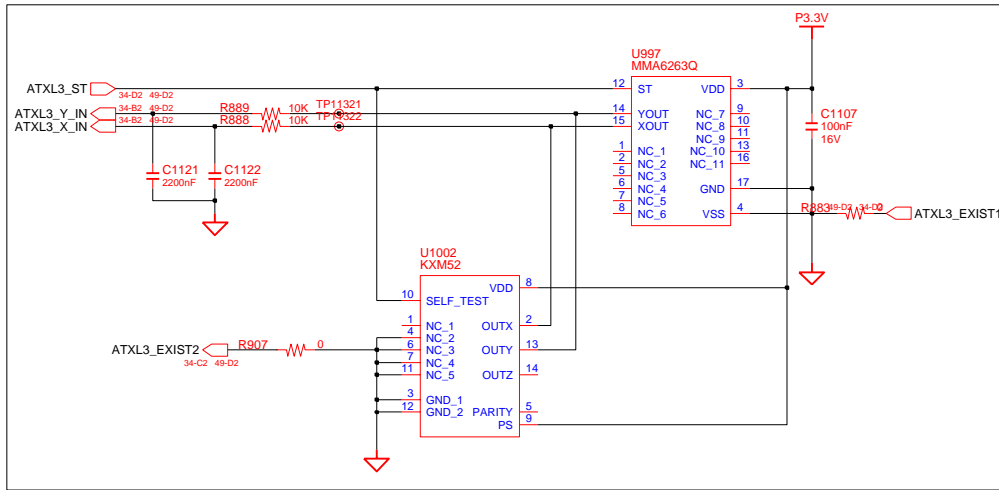 P3.3V
U997
MMA6263Q
ATXL3_ST
34-D2 49-D2
12 ST VDD 3
ATXL3_Y_IN
34-B2 49-D2
R889 10K TP11321
14 YOUT NC_7 9
ATXL3_X_IN
34-B2 49-D2
R888 10K TP11322
15 XOUT NC_8 10
NC_9 11
C1107
100nF
16V
1 NC_1 NC_10 13
2 NC_2 NC_11 16
5 NC_3
6 NC_4 GND 17
7 NC_5
8 NC_6 VSS 4
C1121
2200nF
C1122
2200nF
R883 49-D2 34-D2 0
ATXL3_EXIST1
U1002
KXM52
VDD 8
10 SELF_TEST
1 NC_1 OUTX 2
4 NC_2
6 NC_3 OUTY 13
7 NC_4
11 NC_5 OUTZ 14
ATXL3_EXIST2
34-C2 49-D2
R907 0
3 GND_1
12 GND_2 PARITY 5
PS 9